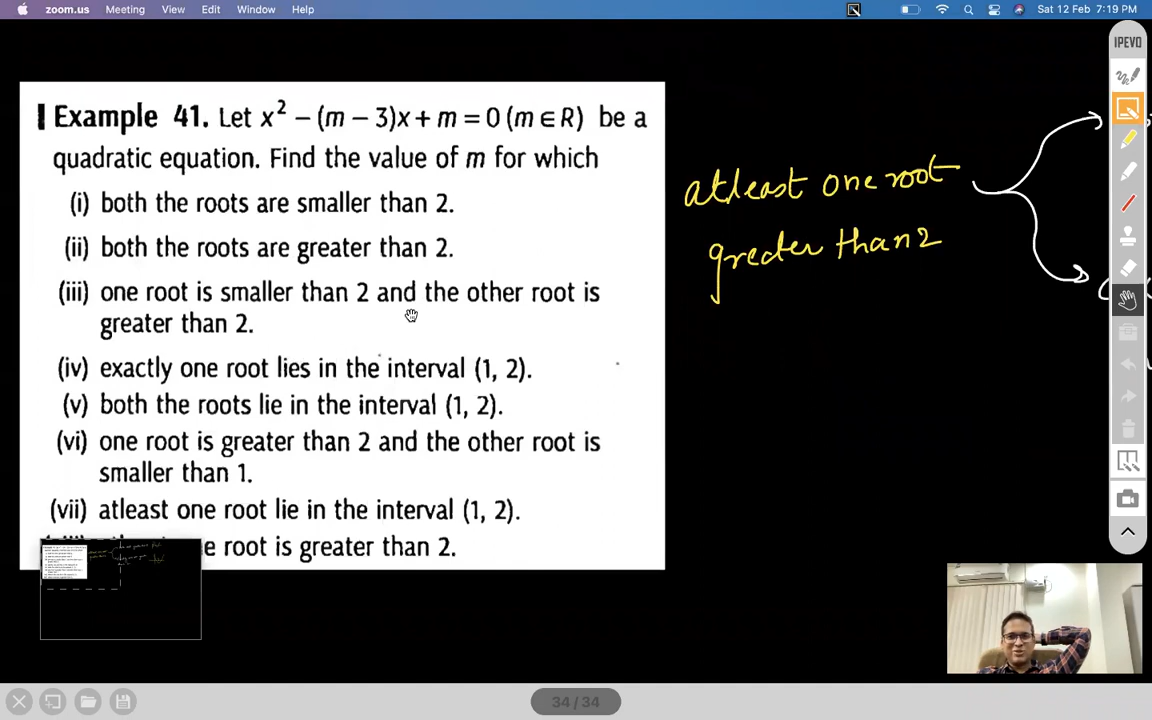 zoom.us Meeting View Edit Window Help Sat 12 Feb 7:19 PM
IPEVO
Example 41. Let x² − (m − 3)x + m = 0 (m ∈ R) be a
quadratic equation. Find the value of m for which
(i) both the roots are smaller than 2.
(ii) both the roots are greater than 2.
(iii) one root is smaller than 2 and the other root is
greater than 2.
(iv) exactly one root lies in the interval (1, 2).
(v) both the roots lie in the interval (1, 2).
(vi) one root is greater than 2 and the other root is
smaller than 1.
(vii) atleast one root lie in the interval (1, 2).
root is greater than 2.
atleast one root
greater than 2
34 / 34